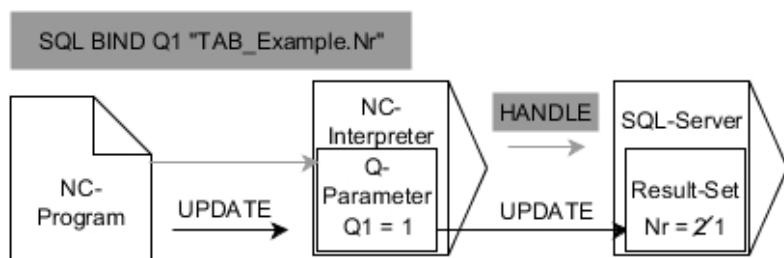 SQL BIND Q1 "TAB_Example.Nr"
NC-
Program
UPDATE
NC-
Interpreter
Q-
Parameter
Q1 = 1
HANDLE
UPDATE
SQL-Server
Result-Set
Nr = 2 1